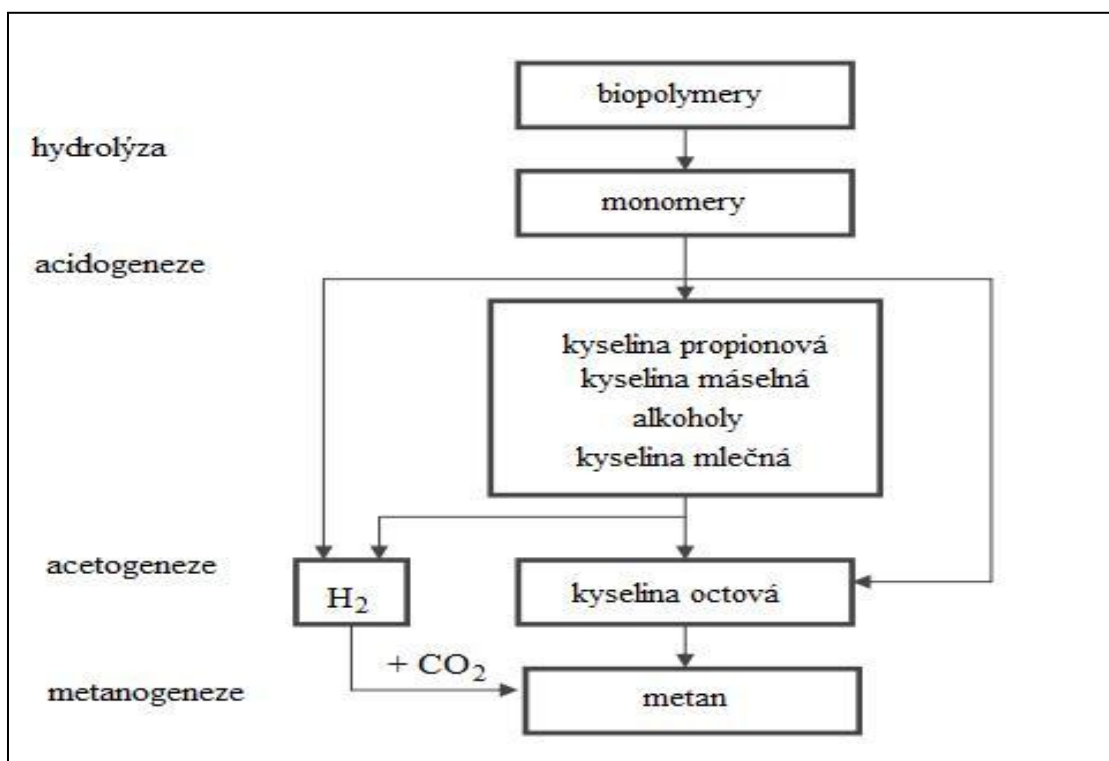 biopolymery
hydrolýza
monomery
acidogeneze
kyselina propionová
kyselina máselná
alkoholy
kyselina mlečná
acetogeneze
H₂
kyselina octová
+ CO₂
metanogeneze
metan